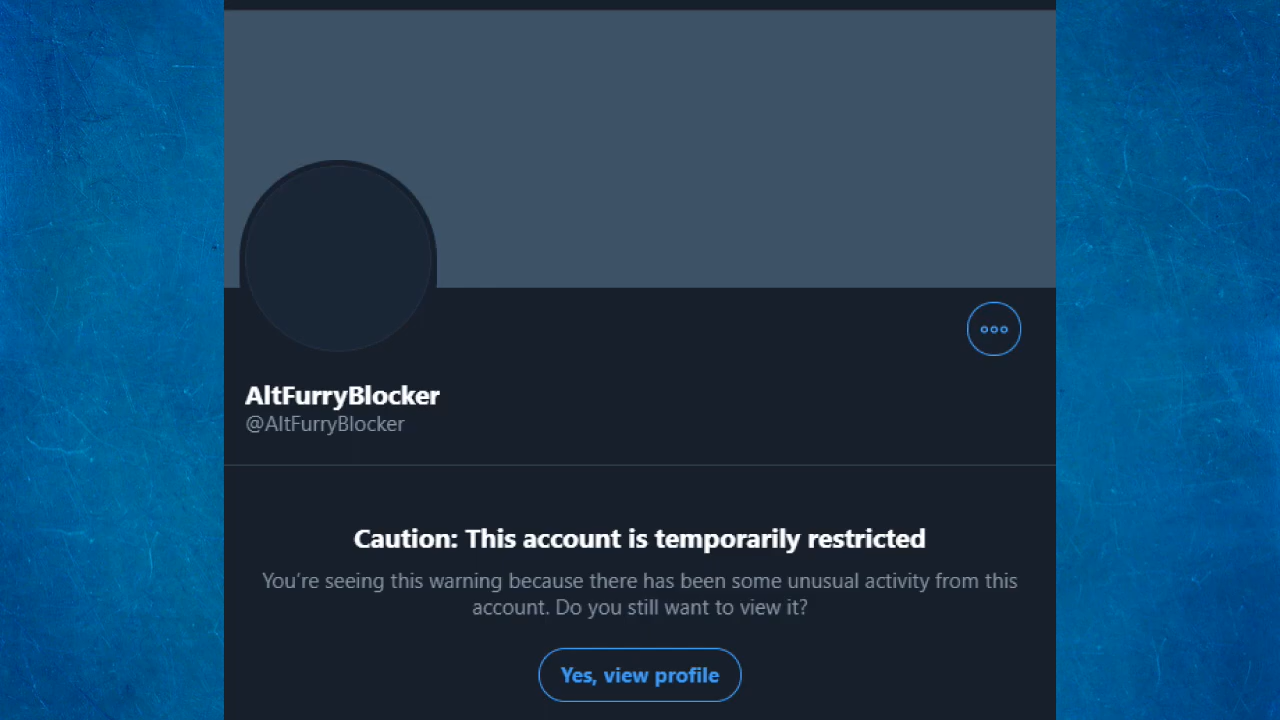 AltFurryBlocker
@AltFurryBlocker
Caution: This account is temporarily restricted
You’re seeing this warning because there has been some unusual activity from this
account. Do you still want to view it?
Yes, view profile